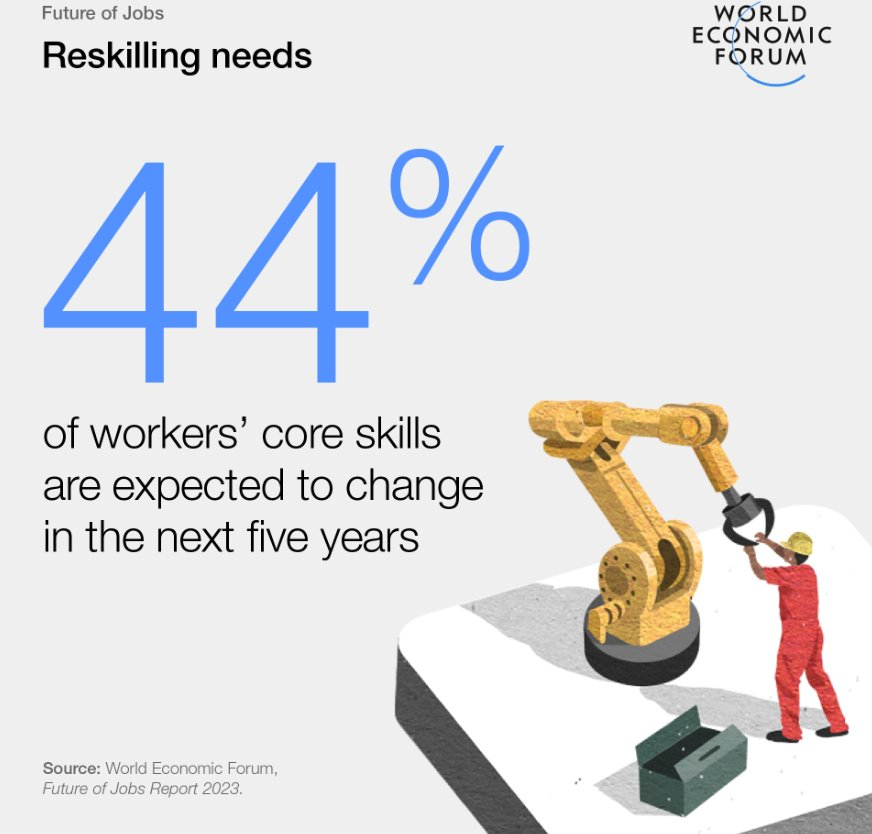 Future of Jobs
Reskilling needs
WORLD
ECONOMIC
FORUM
44%
of workers’ core skills
are expected to change
in the next five years
Source: World Economic Forum,
Future of Jobs Report 2023.